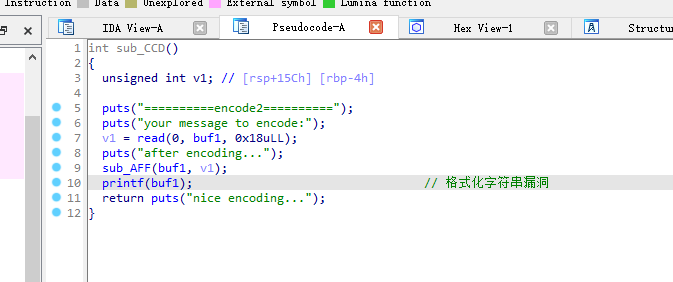 Instruction Data Unexplored External symbol Lumina function
IDA View-A Pseudocode-A Hex View-1 Structur
1 int sub_CCD()
2 {
3 unsigned int v1; // [rsp+15Ch] [rbp-4h]
4
5 puts("==========encode2==========");
6 puts("your message to encode:");
7 v1 = read(0, buf1, 0x18uLL);
8 puts("after encoding...");
9 sub_AFF(buf1, v1);
10 printf(buf1); // 格式化字符串漏洞
11 return puts("nice encoding...");
12 }